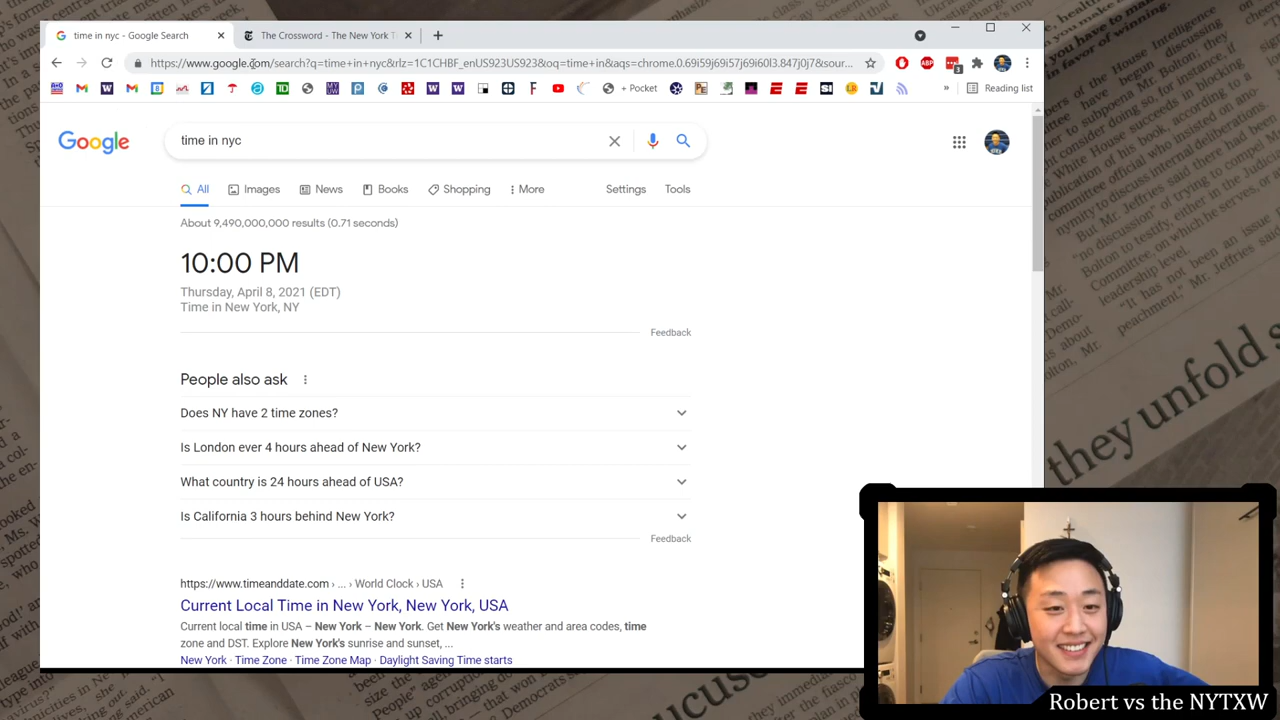 time in nyc - Google Search
The Crossword - The New York T
https://www.google.com/search?q=time+in+nyc&rlz=1C1CHBF_enUS923US923&oq=time+in&aqs=chrome.0.69i59j69i57j69i60l3.847j0j7&sour...
+ Pocket
Reading list
Google
time in nyc
All
Images
News
Books
Shopping
More
Settings
Tools
About 9,490,000,000 results (0.71 seconds)
10:00 PM
Thursday, April 8, 2021 (EDT)
Time in New York, NY
Feedback
People also ask
Does NY have 2 time zones?
Is London ever 4 hours ahead of New York?
What country is 24 hours ahead of USA?
Is California 3 hours behind New York?
Feedback
https://www.timeanddate.com › ... › World Clock › USA
Current Local Time in New York, New York, USA
Current local time in USA – New York – New York. Get New York's weather and area codes, time
zone and DST. Explore New York's sunrise and sunset, ...
New York · Time Zone · Time Zone Map · Daylight Saving Time starts
they unfold
Robert vs the NYTXW